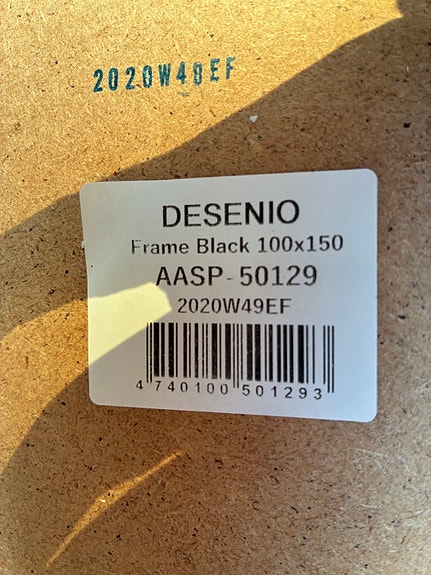 2020W49EF
DESENIO
Frame Black 100x150
AASP-50129
2020W49EF
4 740100 501293